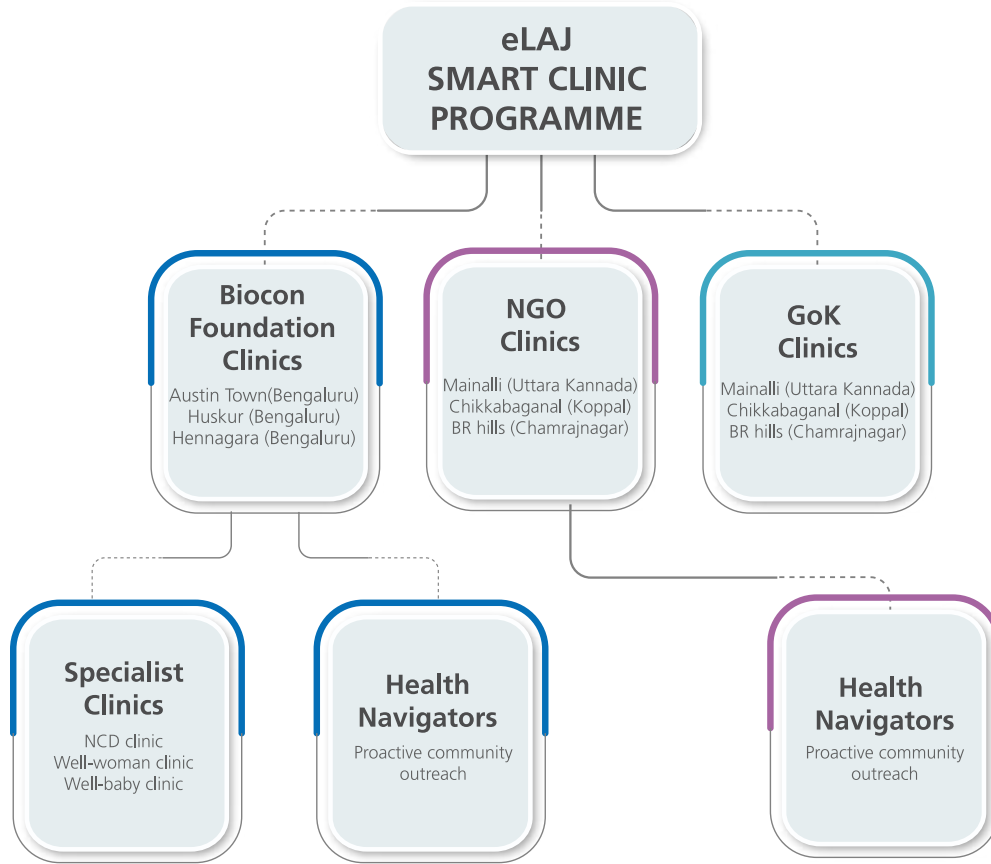 eLAJ
SMART CLINIC
PROGRAMME
Biocon
Foundation
Clinics
Austin Town(Bengaluru)
Huskur (Bengaluru)
Hennagara (Bengaluru)
NGO
Clinics
Mainalli (Uttara Kannada)
Chikkabaganal (Koppal)
BR hills (Chamrajnagar)
GoK
Clinics
Mainalli (Uttara Kannada)
Chikkabaganal (Koppal)
BR hills (Chamrajnagar)
Specialist
Clinics
NCD clinic
Well-woman clinic
Well-baby clinic
Health
Navigators
Proactive community
outreach
Health
Navigators
Proactive community
outreach